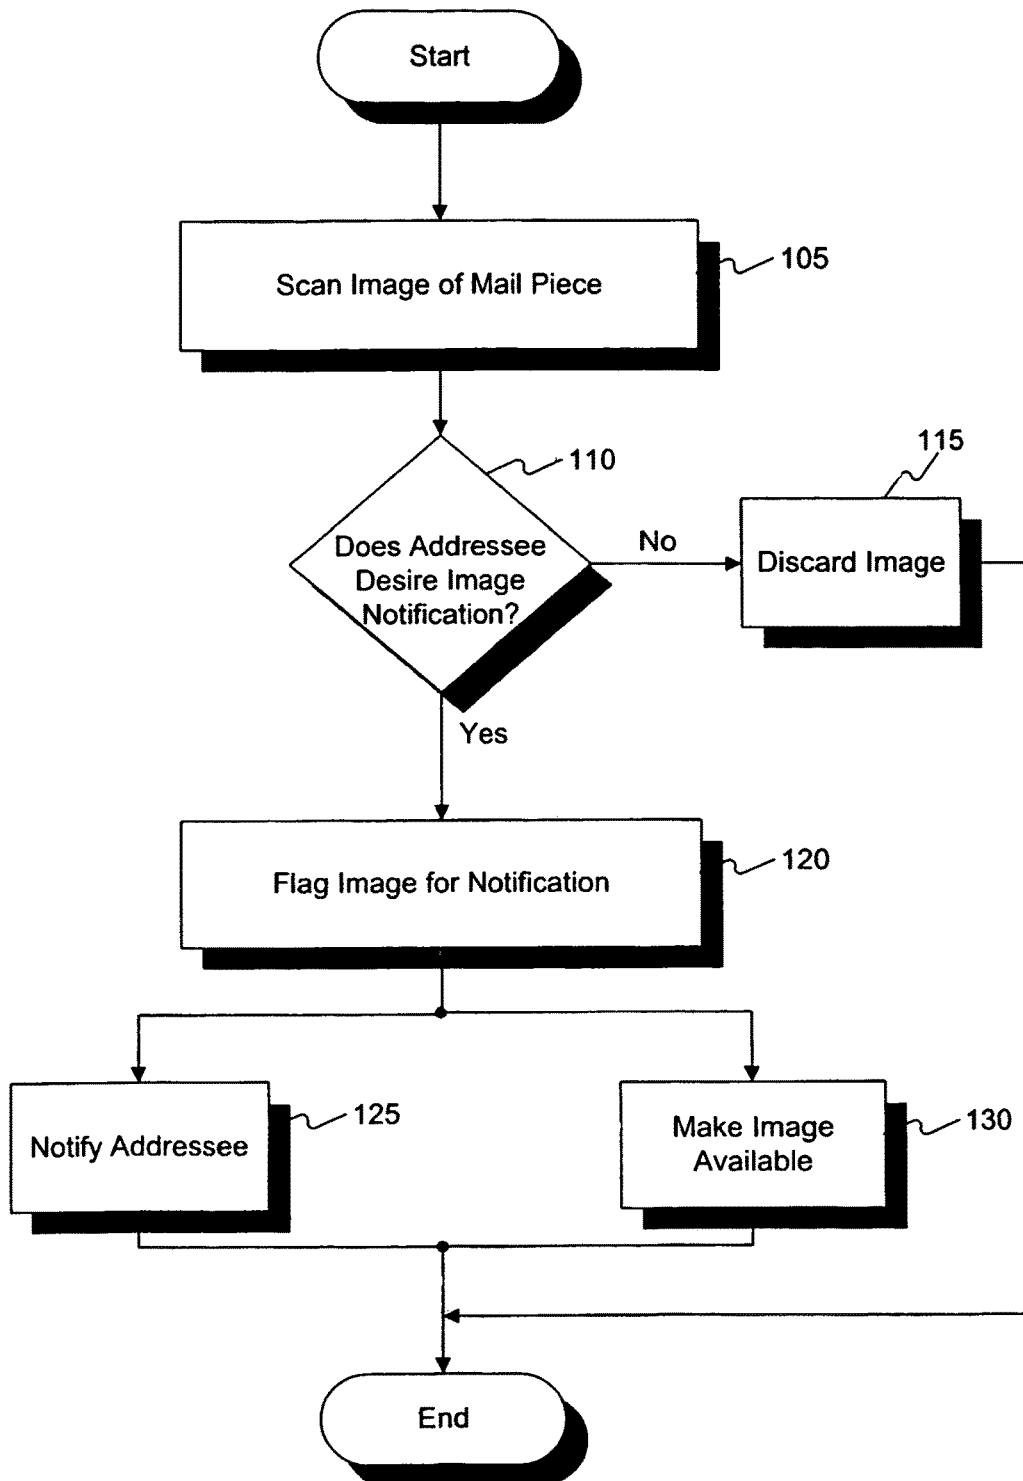 Start
Scan Image of Mail Piece
105
110
115
Does Addressee
Desire Image
Notification?
No
Discard Image
Yes
Flag Image for Notification
120
Notify Addressee
125
Make Image
Available
130
End